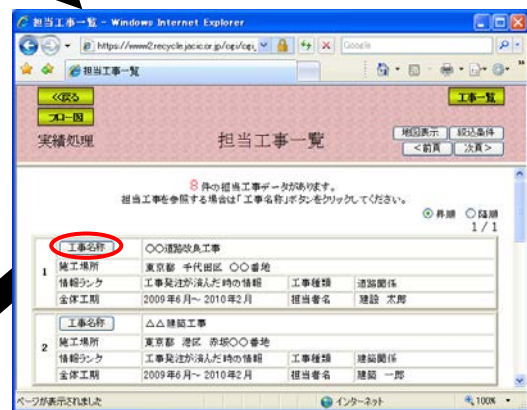 担当工事一覧 - Windows Internet Explorer
https://www2.recycle.jacic.or.jp/
Google
担当工事一覧
<<戻る
工事一覧
フロー図
実績処理
担当工事一覧
地図表示 絞込条件
<前頁 次頁>
8 件の担当工事データがあります。
担当工事を参照する場合は「工事名称」ボタンをクリックしてください。
昇順 降順
1 / 1
工事名称 〇〇道路改良工事
1
施工場所 東京都 千代田区 〇〇番地
情報ランク 工事発注が済んだ時の情報 工事種類 道路関係
全体工期 2009年6月～2010年2月 担当者名 建設 太郎
工事名称 △△建築工事
2
施工場所 東京都 港区 赤坂〇〇番地
情報ランク 工事発注が済んだ時の情報 工事種類 建築関係
全体工期 2009年6月～2010年2月 担当者名 建築 一郎
ページが表示されました
インターネット
100%